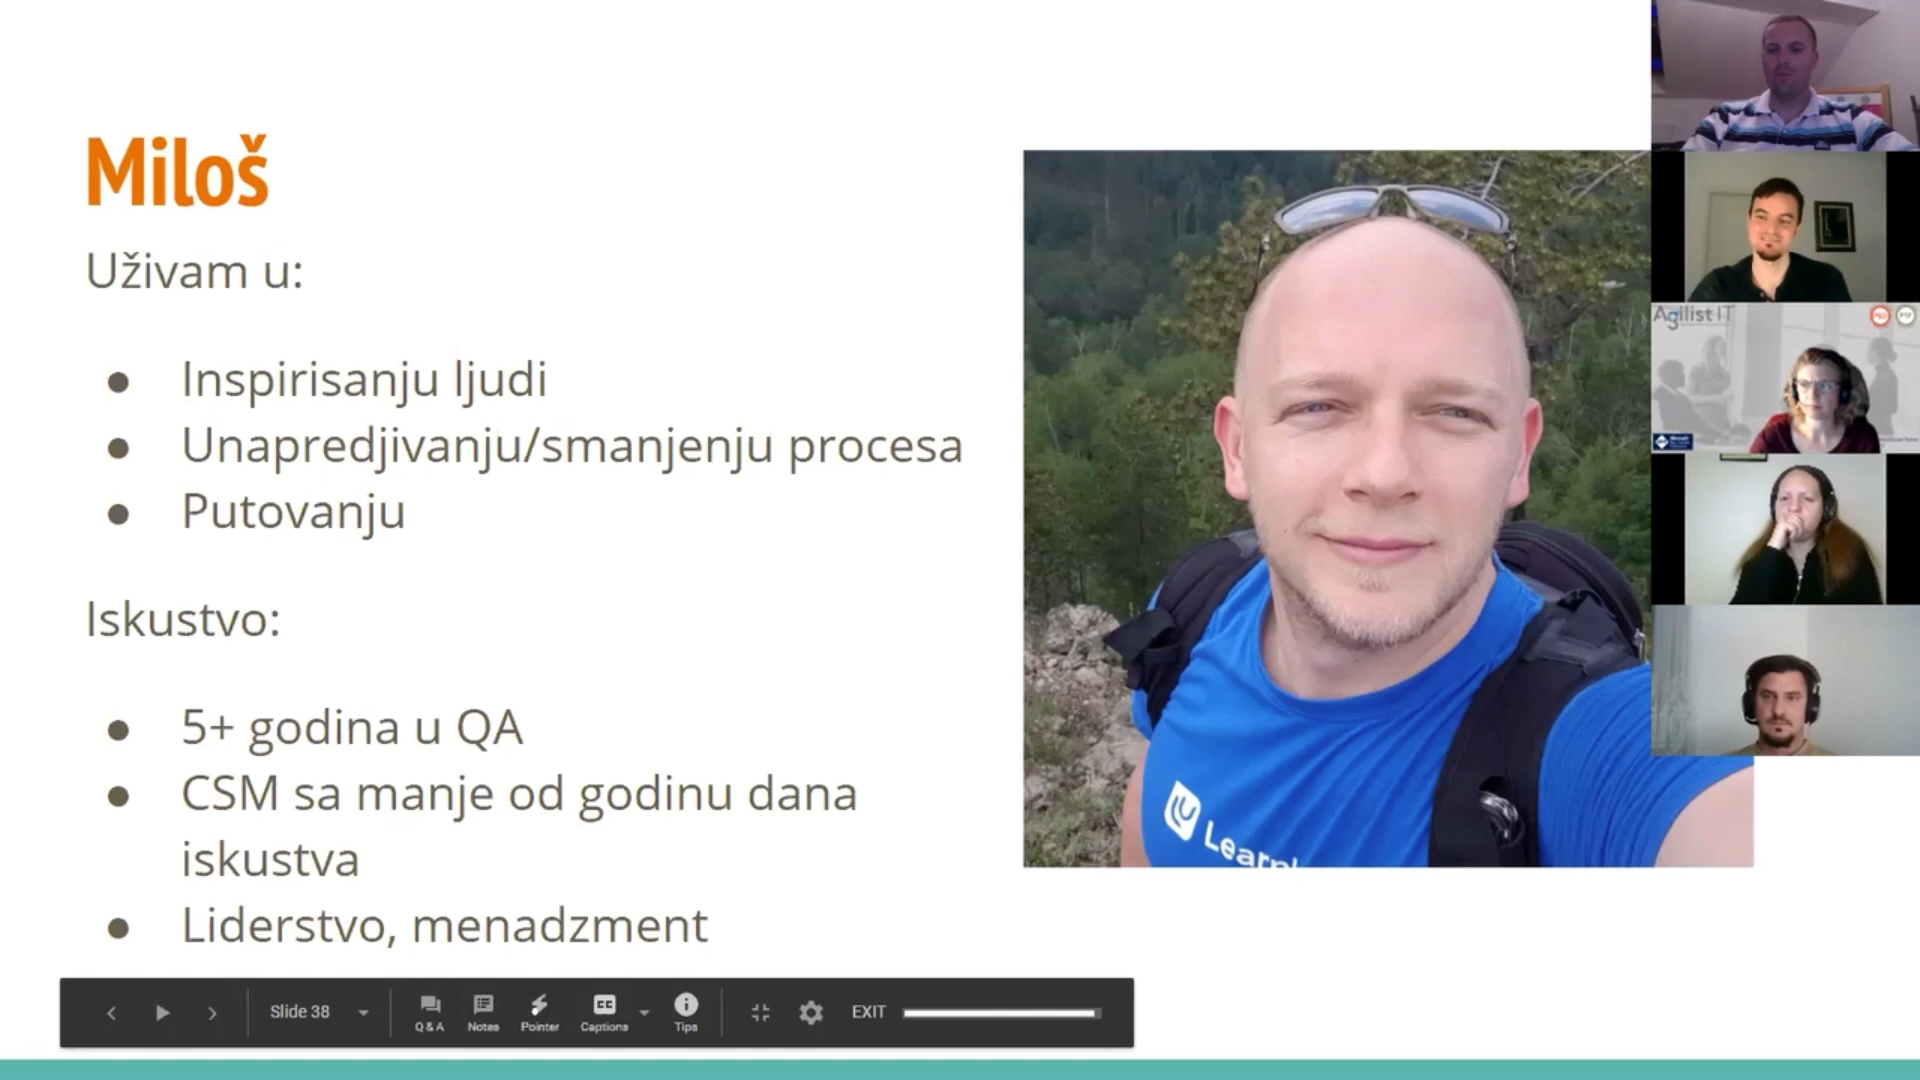 Miloš
Uživam u:
● Inspirisanju ljudi
● Unapredjivanju/smanjenju procesa
● Putovanju
Iskustvo:
● 5+ godina u QA
● CSM sa manje od godinu dana
iskustva
● Liderstvo, menadzment
Agilist IT
Slide 38
Q & A
Notes
Pointer
CC
Captions
Tips
EXIT